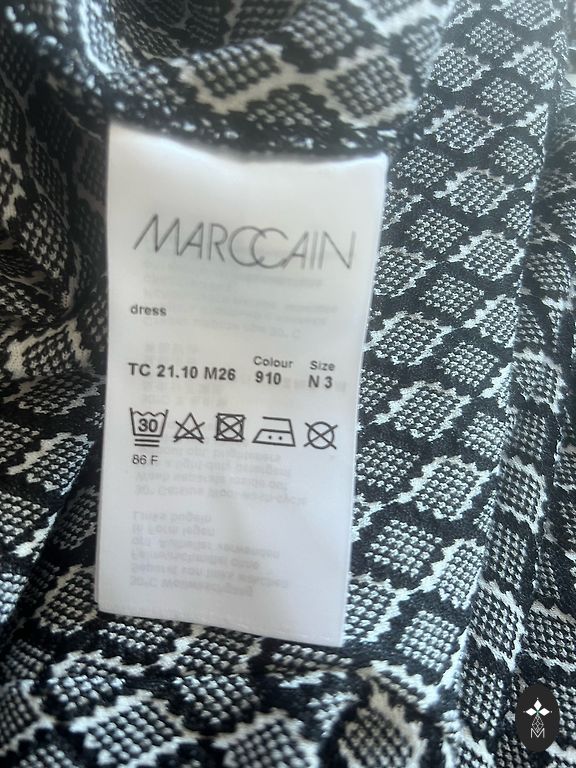 MARCCAIN
dress
TC 21.10 M26
Colour
910
Size
N 3
30
86 F
M